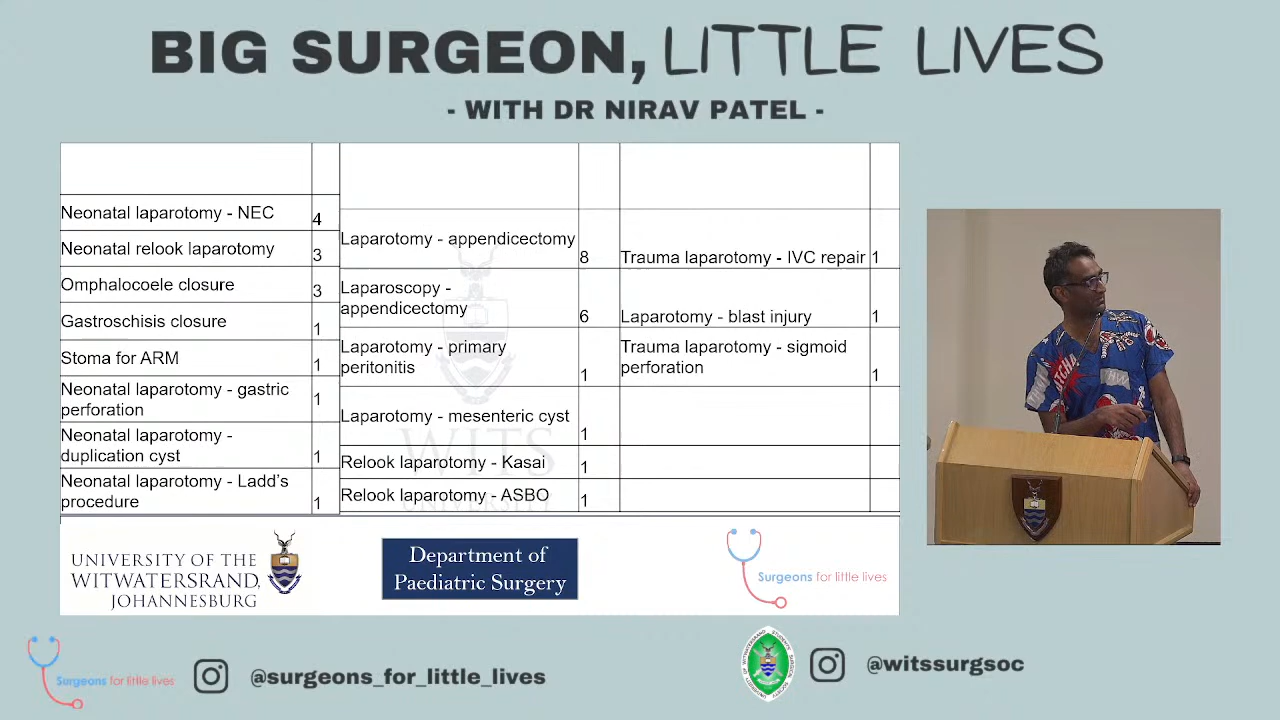 BIG SURGEON, LITTLE LIVES
- WITH DR NIRAV PATEL -
Neonatal laparotomy - NEC 4
Neonatal relook laparotomy 3
Omphalocoele closure 3
Gastroschisis closure 1
Stoma for ARM 1
Neonatal laparotomy - gastric
perforation 1
Neonatal laparotomy -
duplication cyst 1
Neonatal laparotomy - Ladd's
procedure 1
Laparotomy - appendicectomy 8
Laparoscopy -
appendicectomy 6
Laparotomy - primary
peritonitis 1
Laparotomy - mesenteric cyst 1
Relook laparotomy - Kasai 1
Relook laparotomy - ASBO 1
Trauma laparotomy - IVC repair 1
Laparotomy - blast injury 1
Trauma laparotomy - sigmoid
perforation 1
WITS
UNIVERSITY
UNIVERSITY OF THE
WITWATERSRAND,
JOHANNESBURG
Department of
Paediatric Surgery
Surgeons for little lives
Surgeons for little lives
@surgeons_for_little_lives
@witssurgsoc